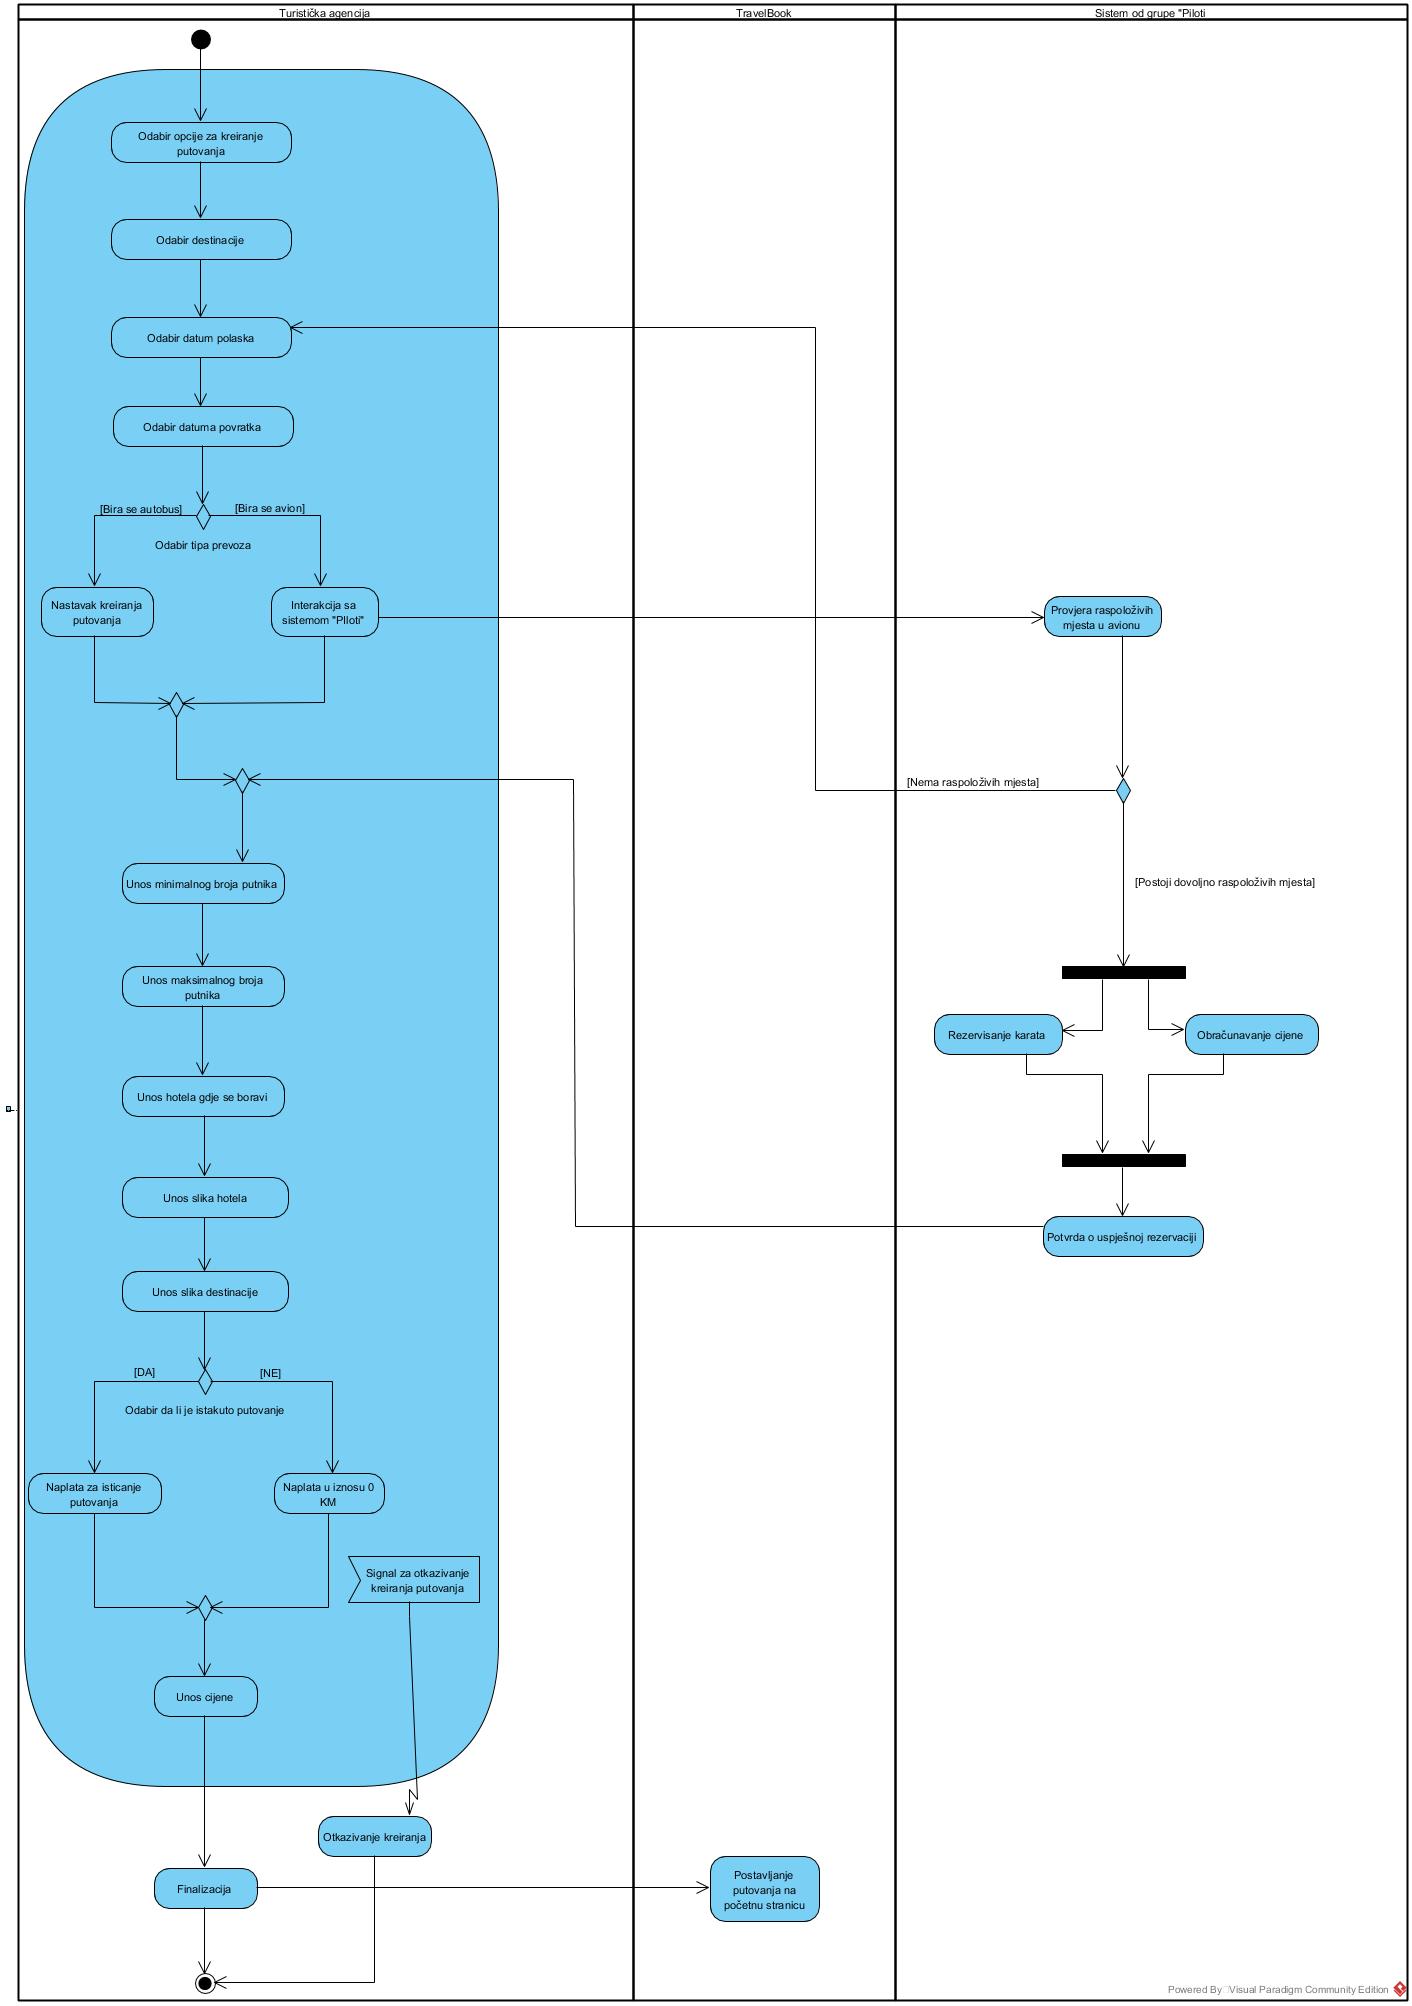 Turistička agencija
TravelBook
Sistem od grupe "Piloti
Odabir opcije za kreiranje
putovanja
Odabir destinacije
Odabir datum polaska
Odabir datuma povratka
[Bira se autobus]
[Bira se avion]
Odabir tipa prevoza
Nastavak kreiranja
putovanja
Interakcija sa
sistemom "PIloti"
Provjera raspoloživih
mjesta u avionu
[Nema raspoloživih mjesta]
[Postoji dovoljno raspoloživih mjesta]
Unos minimalnog broja putnika
Unos maksimalnog broja
putnika
Rezervisanje karata
Obračunavanje cijene
Unos hotela gdje se boravi
Unos slika hotela
Potvrda o uspješnoj rezervaciji
Unos slika destinacije
[DA]
[NE]
Odabir da li je istakuto putovanje
Naplata za isticanje
putovanja
Naplata u iznosu 0
KM
Signal za otkazivanje
kreiranja putovanja
Unos cijene
Otkazivanje kreiranja
Finalizacija
Postavljanje
putovanja na
početnu stranicu
Powered By Visual Paradigm Community Edition